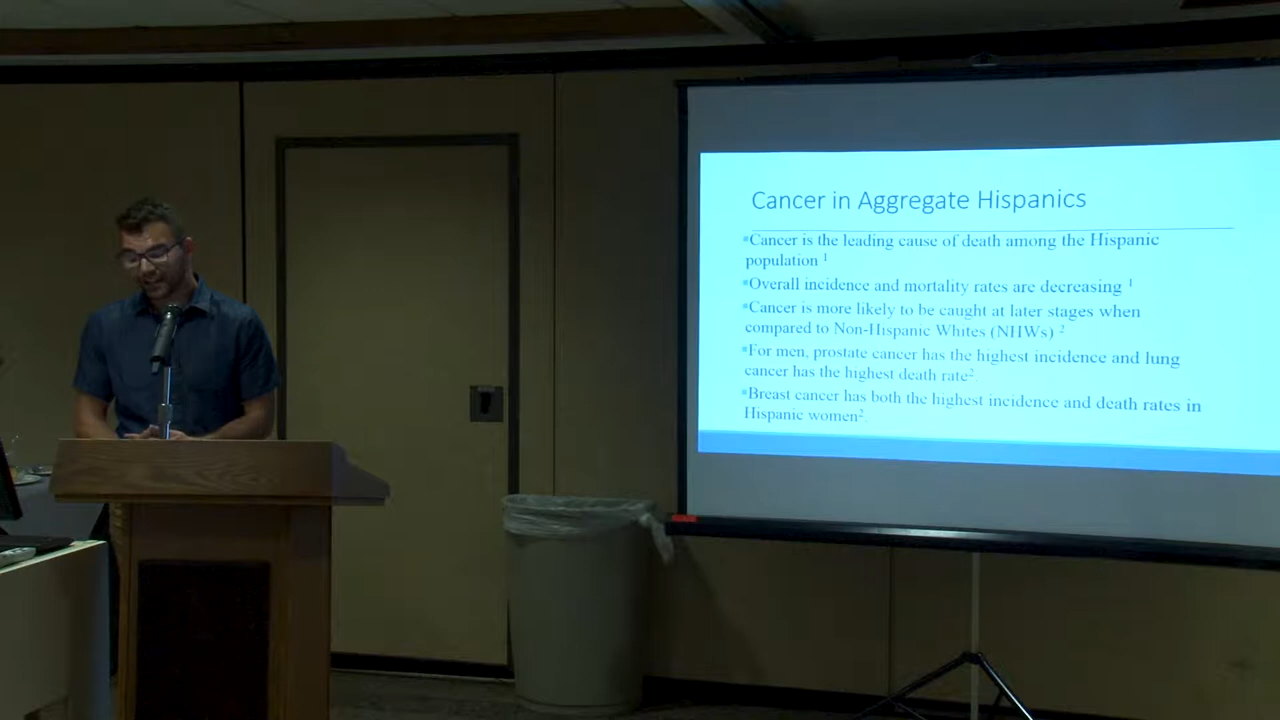 Cancer in Aggregate Hispanics
▪Cancer is the leading cause of death among the Hispanic
population 1
▪Overall incidence and mortality rates are decreasing 1
▪Cancer is more likely to be caught at later stages when
compared to Non-Hispanic Whites (NHWs) 2
▪For men, prostate cancer has the highest incidence and lung
cancer has the highest death rate2.
▪Breast cancer has both the highest incidence and death rates in
Hispanic women2.